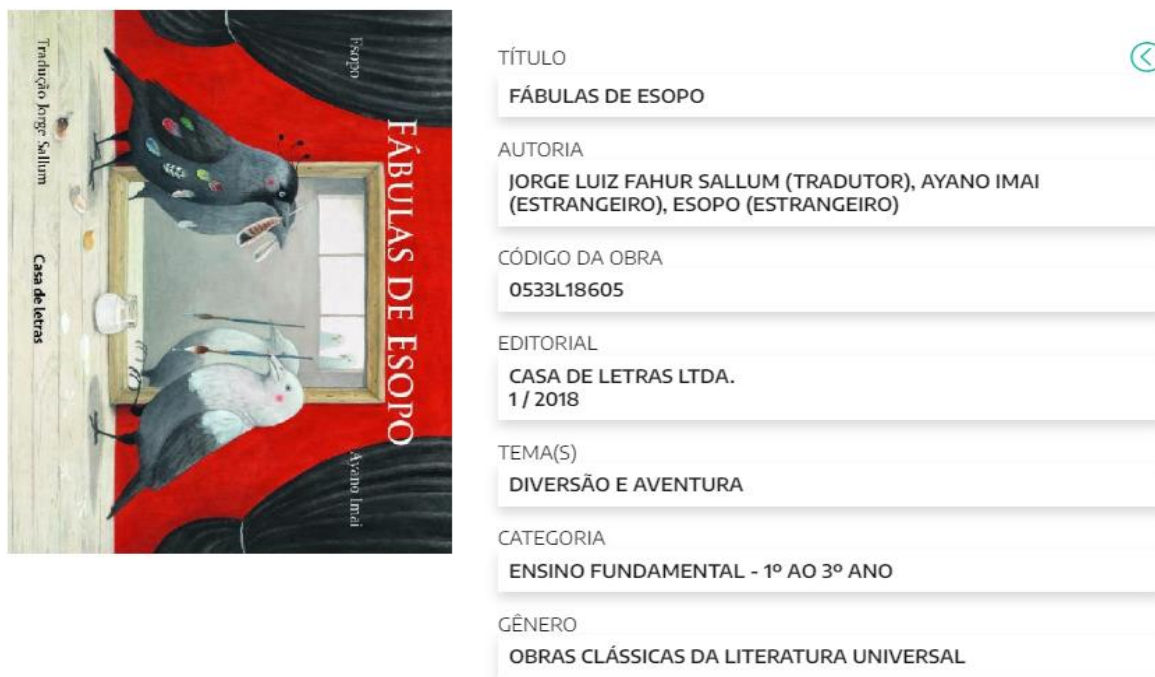 Esopo
FÁBULAS DE ESOPO
Ayano Imai
Tradução Jorge Sallum
Casa de letras
TÍTULO
FÁBULAS DE ESOPO
AUTORIA
JORGE LUIZ FAHUR SALLUM (TRADUTOR), AYANO IMAI
(ESTRANGEIRO), ESOPO (ESTRANGEIRO)
CÓDIGO DA OBRA
0533L18605
EDITORIAL
CASA DE LETRAS LTDA.
1 / 2018
TEMA(S)
DIVERSÃO E AVENTURA
CATEGORIA
ENSINO FUNDAMENTAL - 1º AO 3º ANO
GÊNERO
OBRAS CLÁSSICAS DA LITERATURA UNIVERSAL